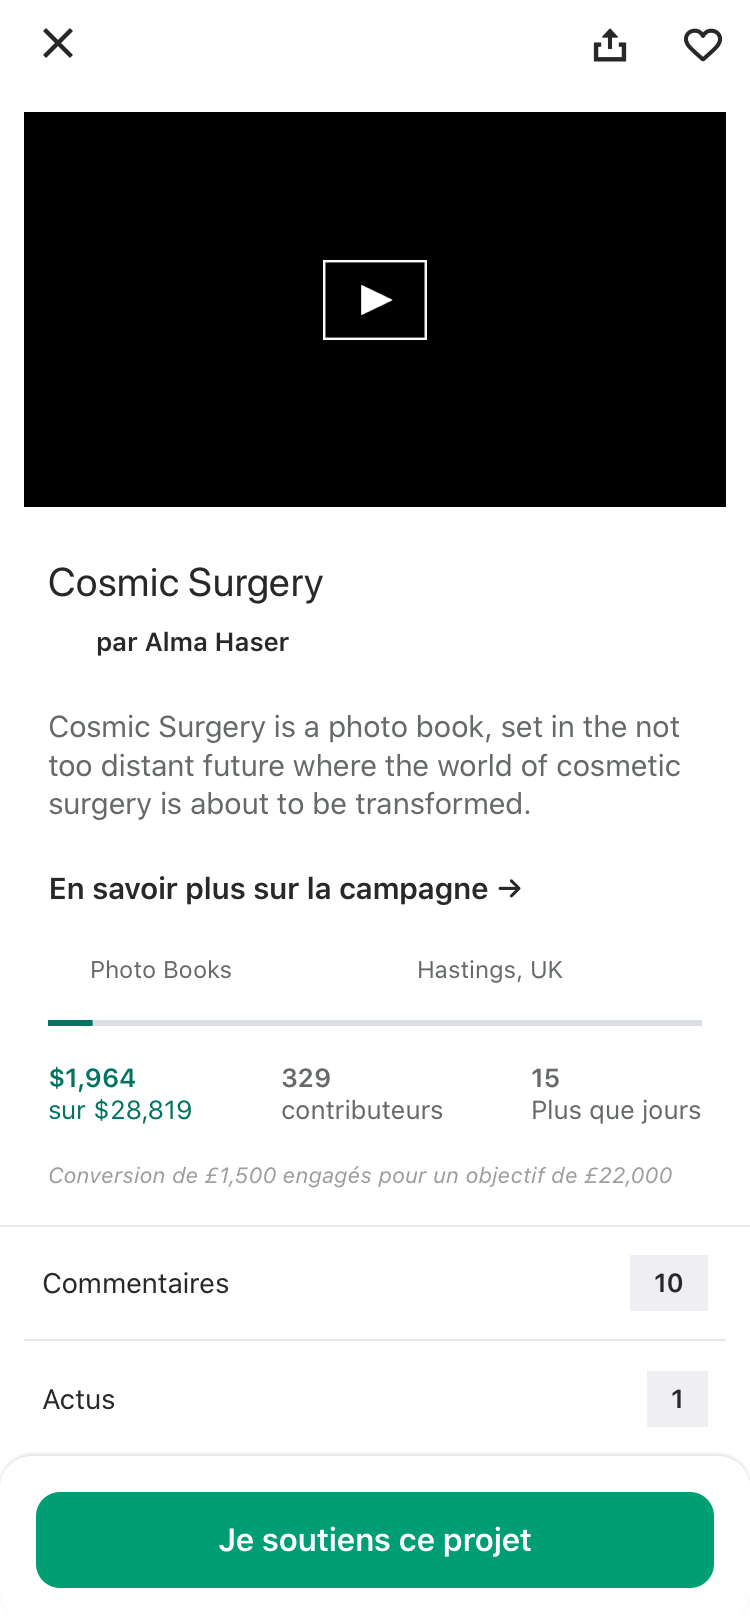 Cosmic Surgery
par Alma Haser
Cosmic Surgery is a photo book, set in the not
too distant future where the world of cosmetic
surgery is about to be transformed.
En savoir plus sur la campagne →
Photo Books
Hastings, UK
$1,964
sur $28,819
329
contributeurs
15
Plus que jours
Conversion de £1,500 engagés pour un objectif de £22,000
Commentaires
10
Actus
1
Je soutiens ce projet